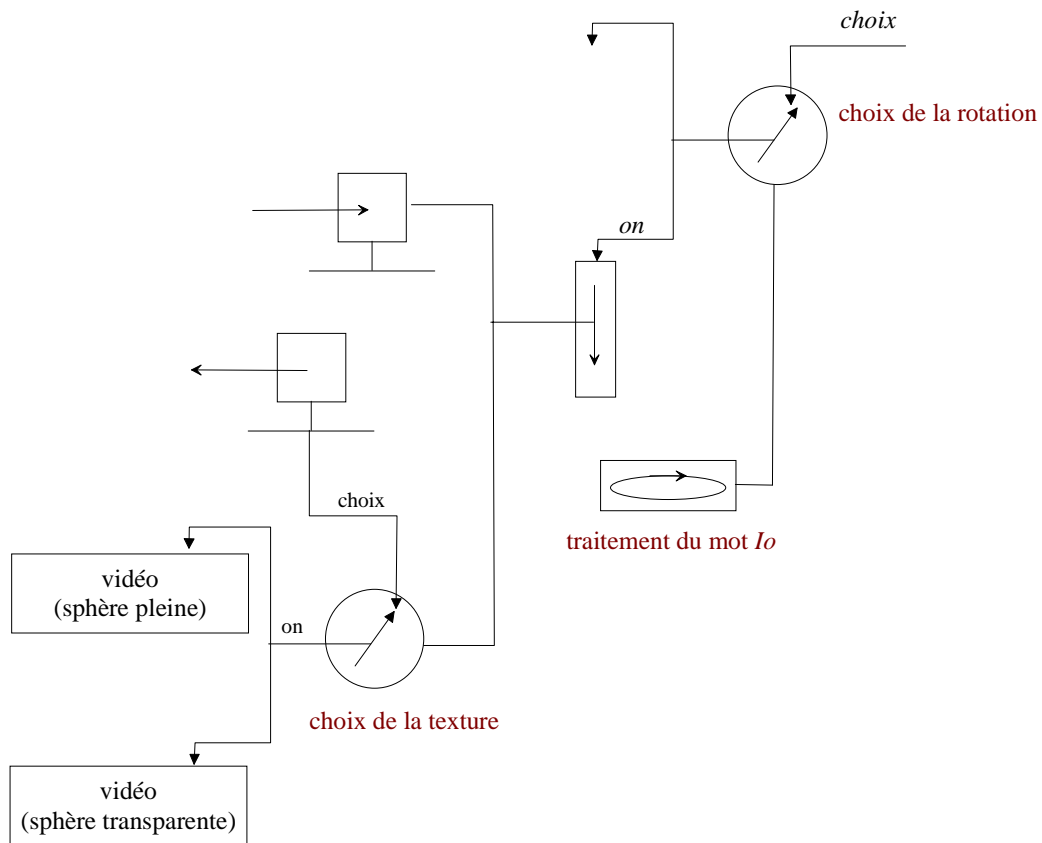 choix
choix de la rotation
on
traitement du mot Io
choix
vidéo
(sphère pleine)
on
choix de la texture
vidéo
(sphère transparente)